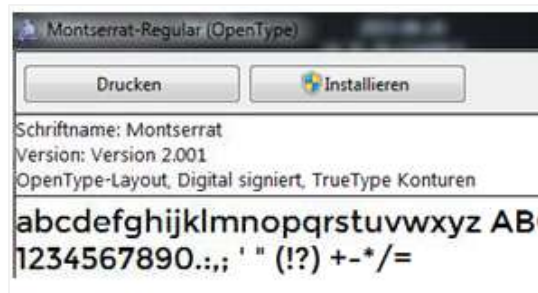 Montserrat-Regular (OpenType)
Drucken
Installieren
Schriftname: Montserrat
Version: Version 2.001
OpenType-Layout, Digital signiert, TrueType Konturen
abcdefghijklmnopqrstuvwxyz AB
1234567890.:,; ' " (!?) +-*/=